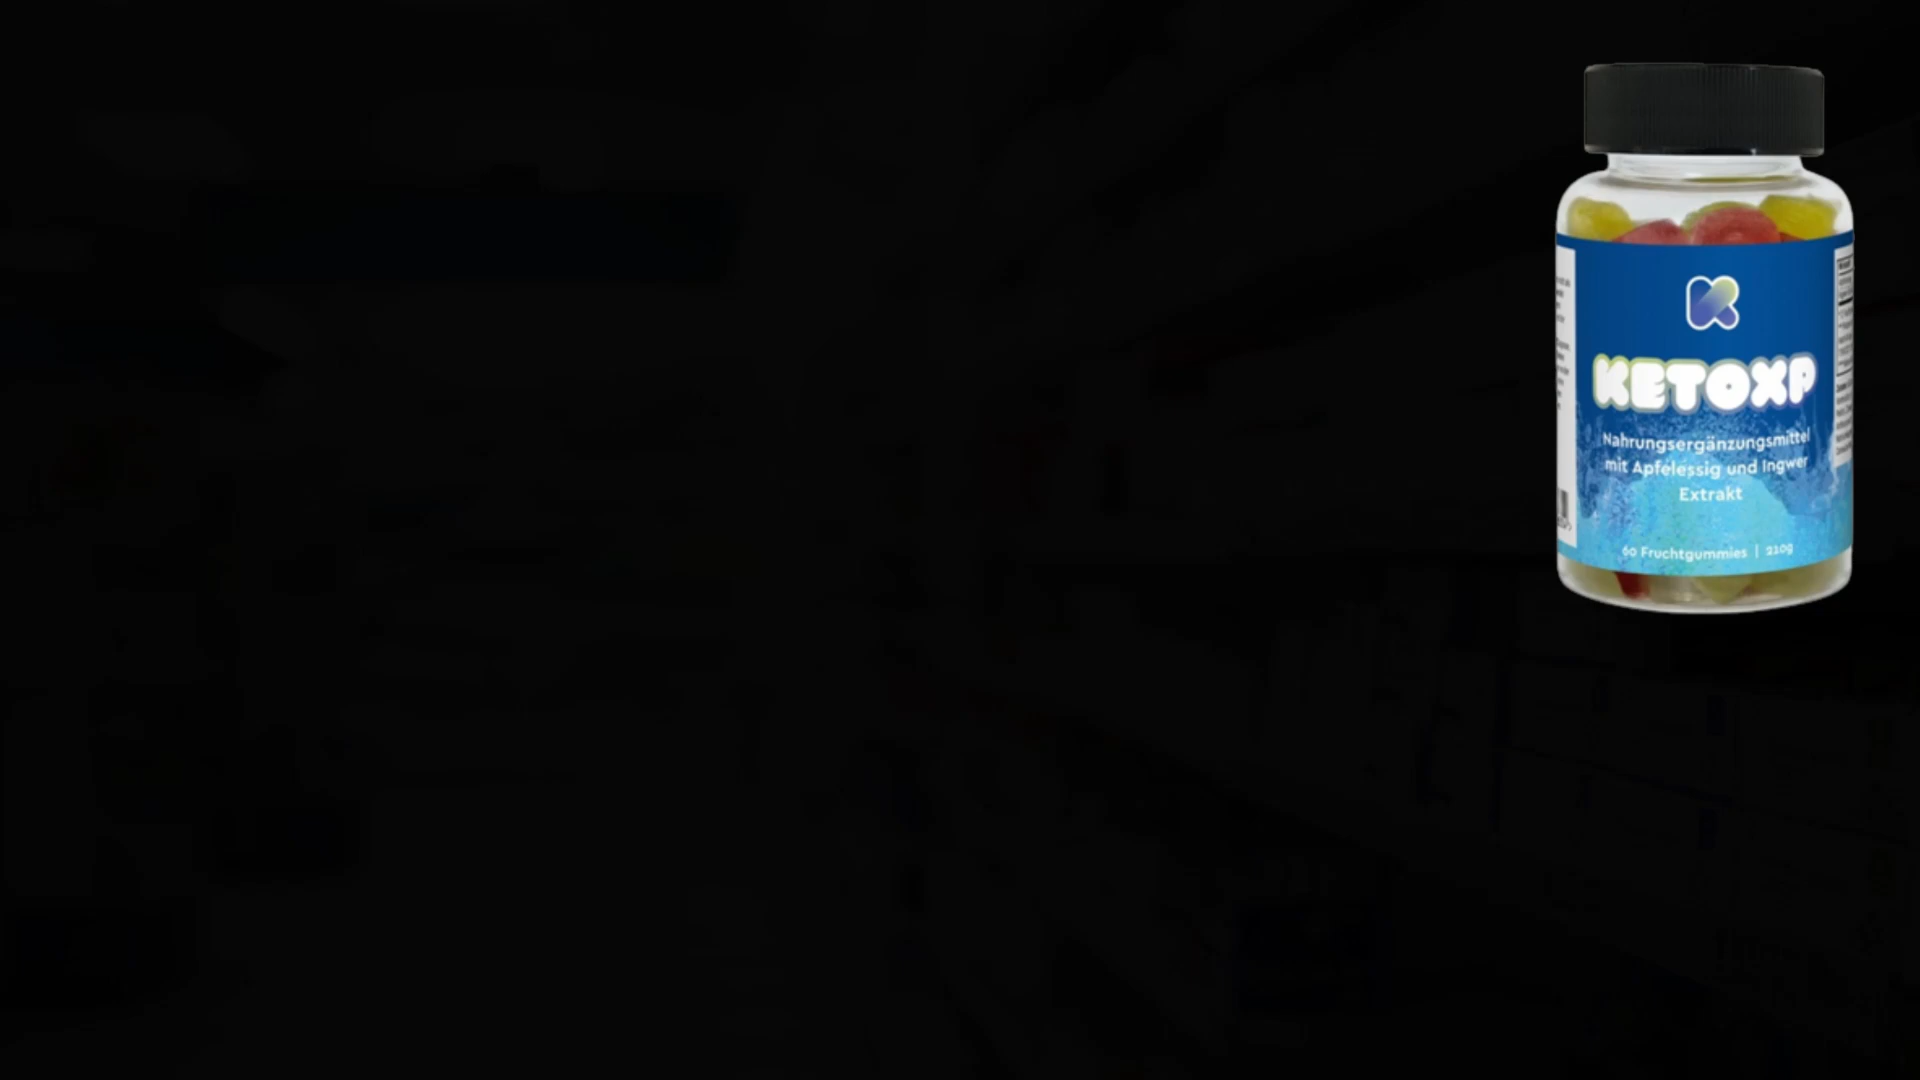 KETOXP
Nahrungsergänzungsmittel
mit Apfelessig und Ingwer
Extrakt
60 Fruchtgummies | 210g